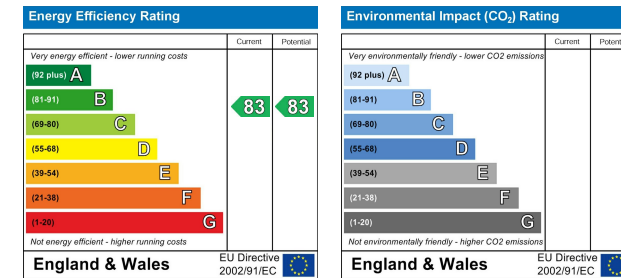 Energy Efficiency Rating
Current Potential
Very energy efficient - lower running costs
(92 plus) A
(81-91) B
83 83
(69-80) C
(55-68) D
(39-54) E
(21-38) F
(1-20) G
Not energy efficient - higher running costs
England & Wales
EU Directive
2002/91/EC
Environmental Impact (CO₂) Rating
Current Potent
Very environmentally friendly - lower CO2 emissions
(92 plus) A
(81-91) B
(69-80) C
(55-68) D
(39-54) E
(21-38) F
(1-20) G
Not environmentally friendly - higher CO2 emissions
England & Wales
EU Directive
2002/91/EC